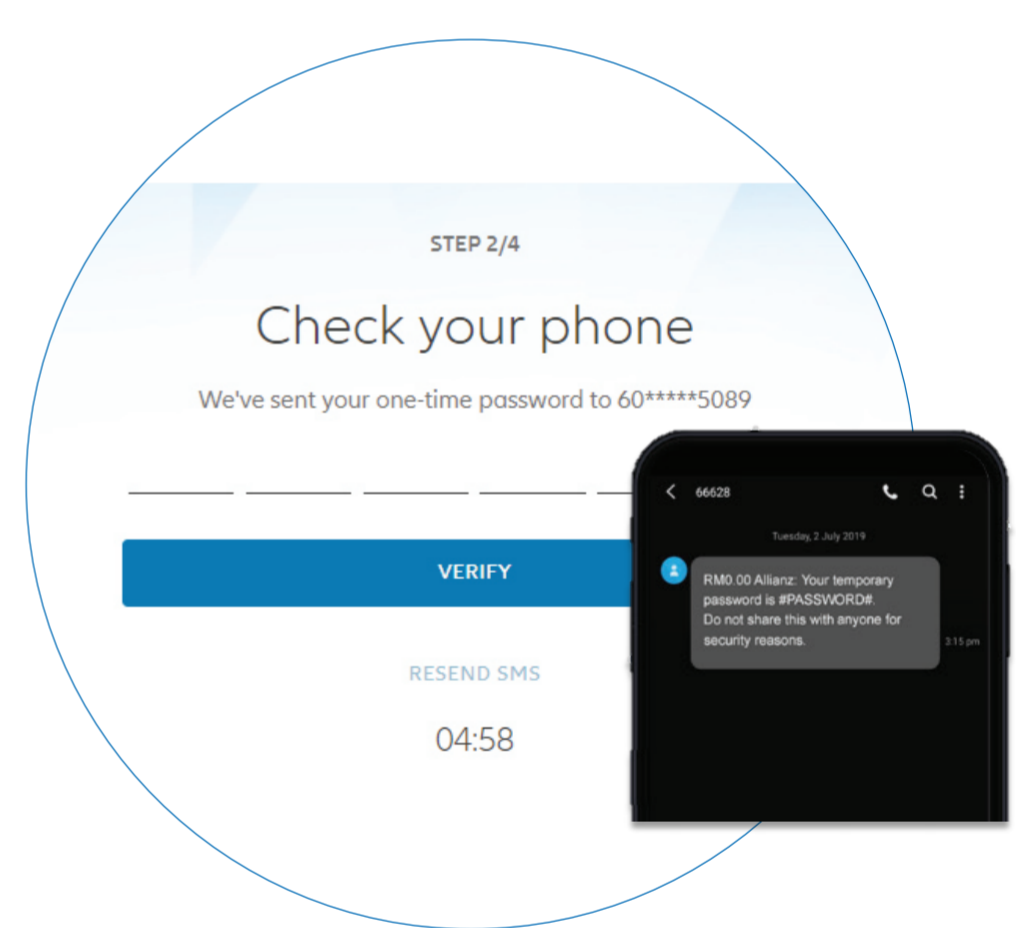 STEP 2/4
Check your phone
We've sent your one-time password to 60*****5089
VERIFY
RESEND SMS
04:58
66628
Tuesday, 2 July 2019
RM0.00 Allianz: Your temporary
password is #PASSWORD#.
Do not share this with anyone for
security reasons.
3:15 pm